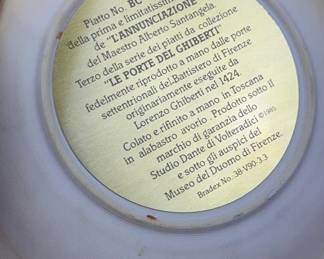 Piatto No.
della prima e limitatissima
de "L'ANNUNCIAZIONE"
del Maestro Alberto Santangela.
Terzo della serie dei piatti da collezione
"LE PORTE DEL GHIBERTI"
fedelmente riprodotto a mano dalle porte
settentrionali del Battistero di Firenze
originariamente eseguite da
Lorenzo Ghiberti nel 1424.
Colato e rifinito a mano in Toscana
in alabastro avorio. Prodotto sotto il
marchio di garanzia dello
Studio Dante di Volteradici ©1985
e sotto gli auspici del
Museo del Duomo di Firenze.
Bradex No.:38-V90-3.3